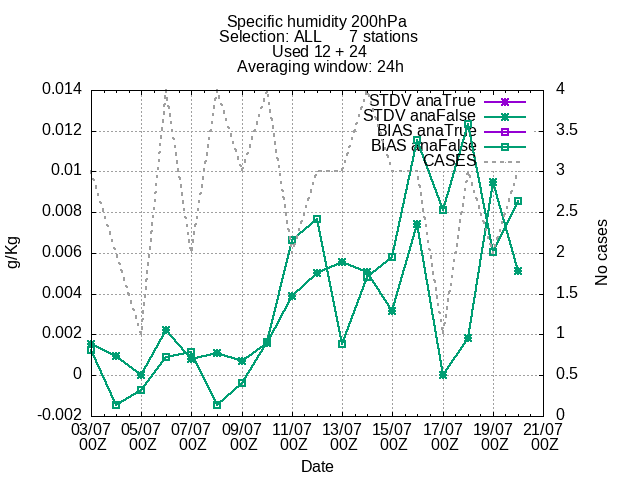 Specific humidity 200hPa
Selection: ALL 7 stations
Used 12 + 24
Averaging window: 24h
STDV anaTrue
STDV anaFalse
BIAS anaTrue
BIAS anaFalse
CASES
0.014
0.012
0.01
0.008
0.006
0.004
0.002
0
-0.002
g/Kg
4
3.5
3
2.5
2
1.5
1
0.5
0
No cases
03/07 05/07 07/07 09/07 11/07 13/07 15/07 17/07 19/07 21/07
00Z 00Z 00Z 00Z 00Z 00Z 00Z 00Z 00Z 00Z
Date